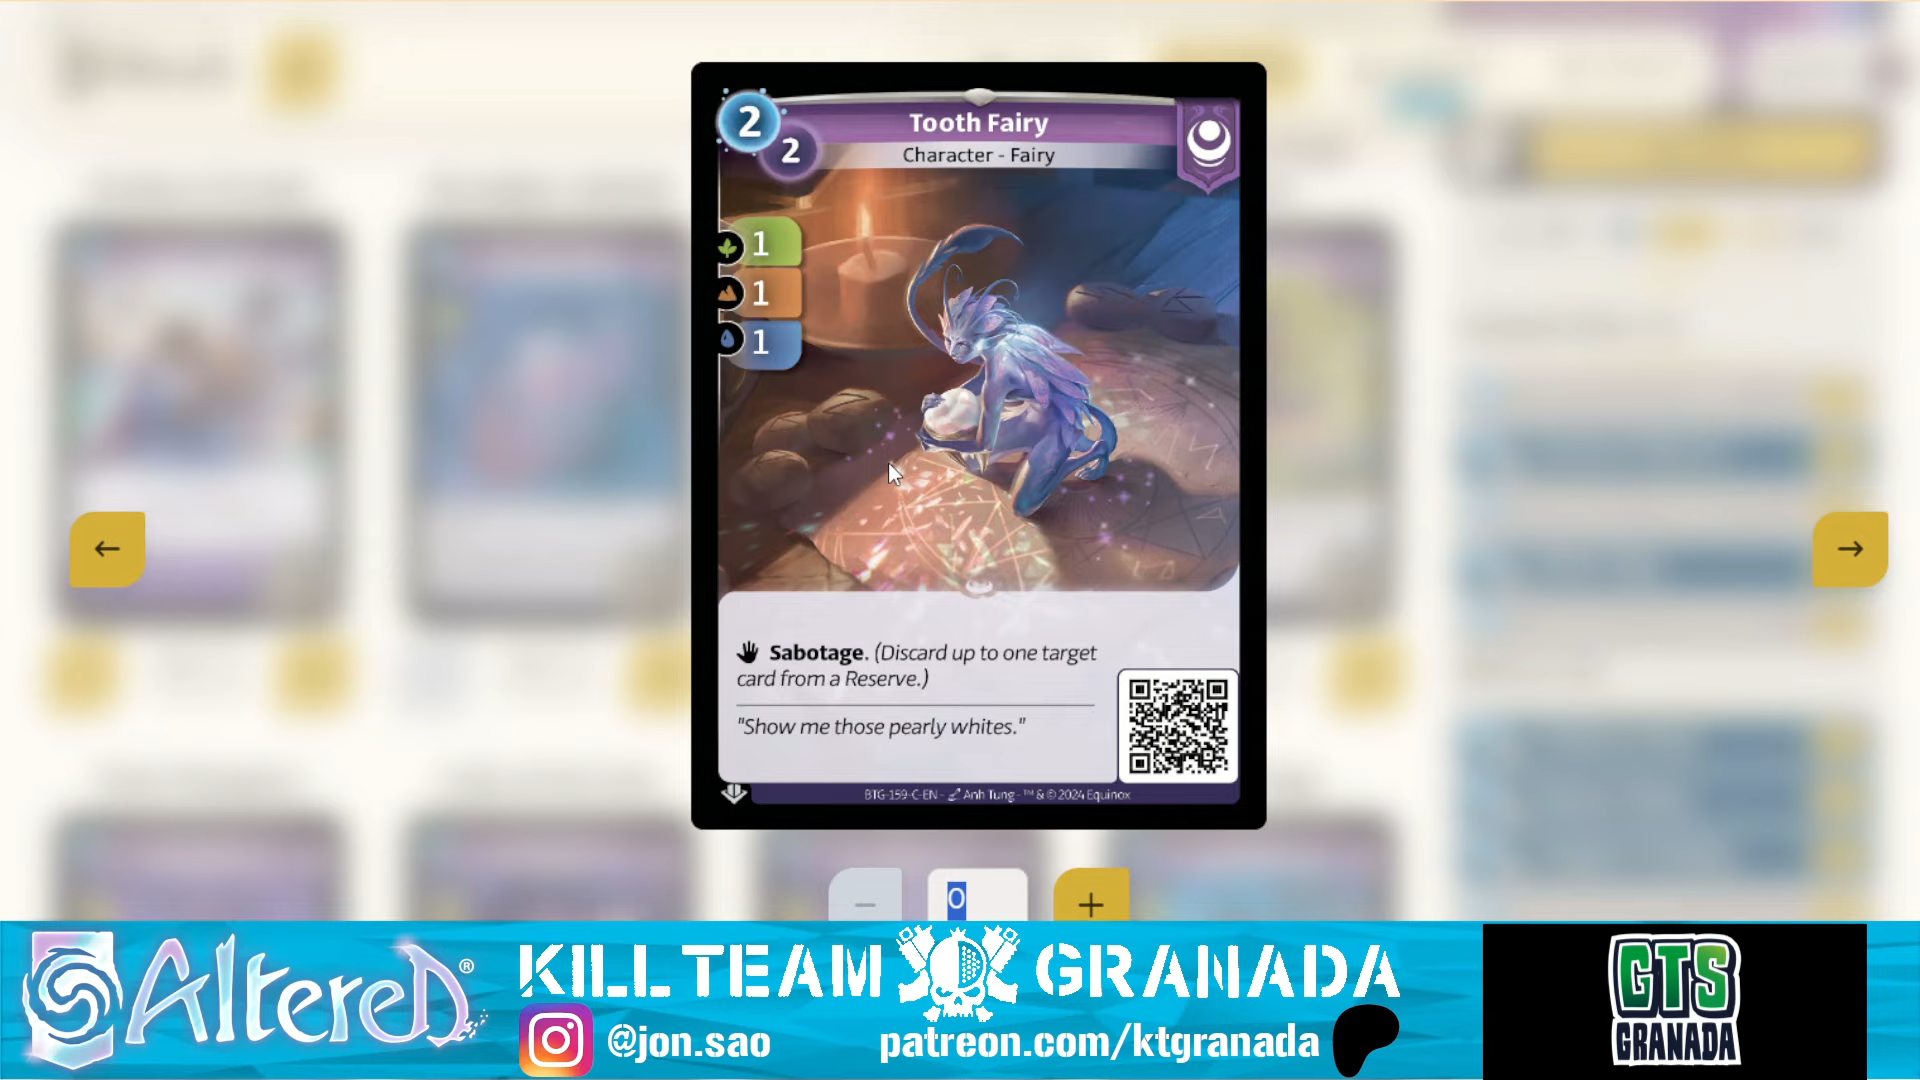 2
Tooth Fairy
2
Character - Fairy
1
1
1
Sabotage. (Discard up to one target
card from a Reserve.)
"Show me those pearly whites."
BTG-159-C-EN - Anh Tung - ™ & © 2024 Equinox
←
→
−
0
+
Altered®
KILL TEAM GRANADA
@jon.sao
patreon.com/ktgranada
GTS
GRANADA